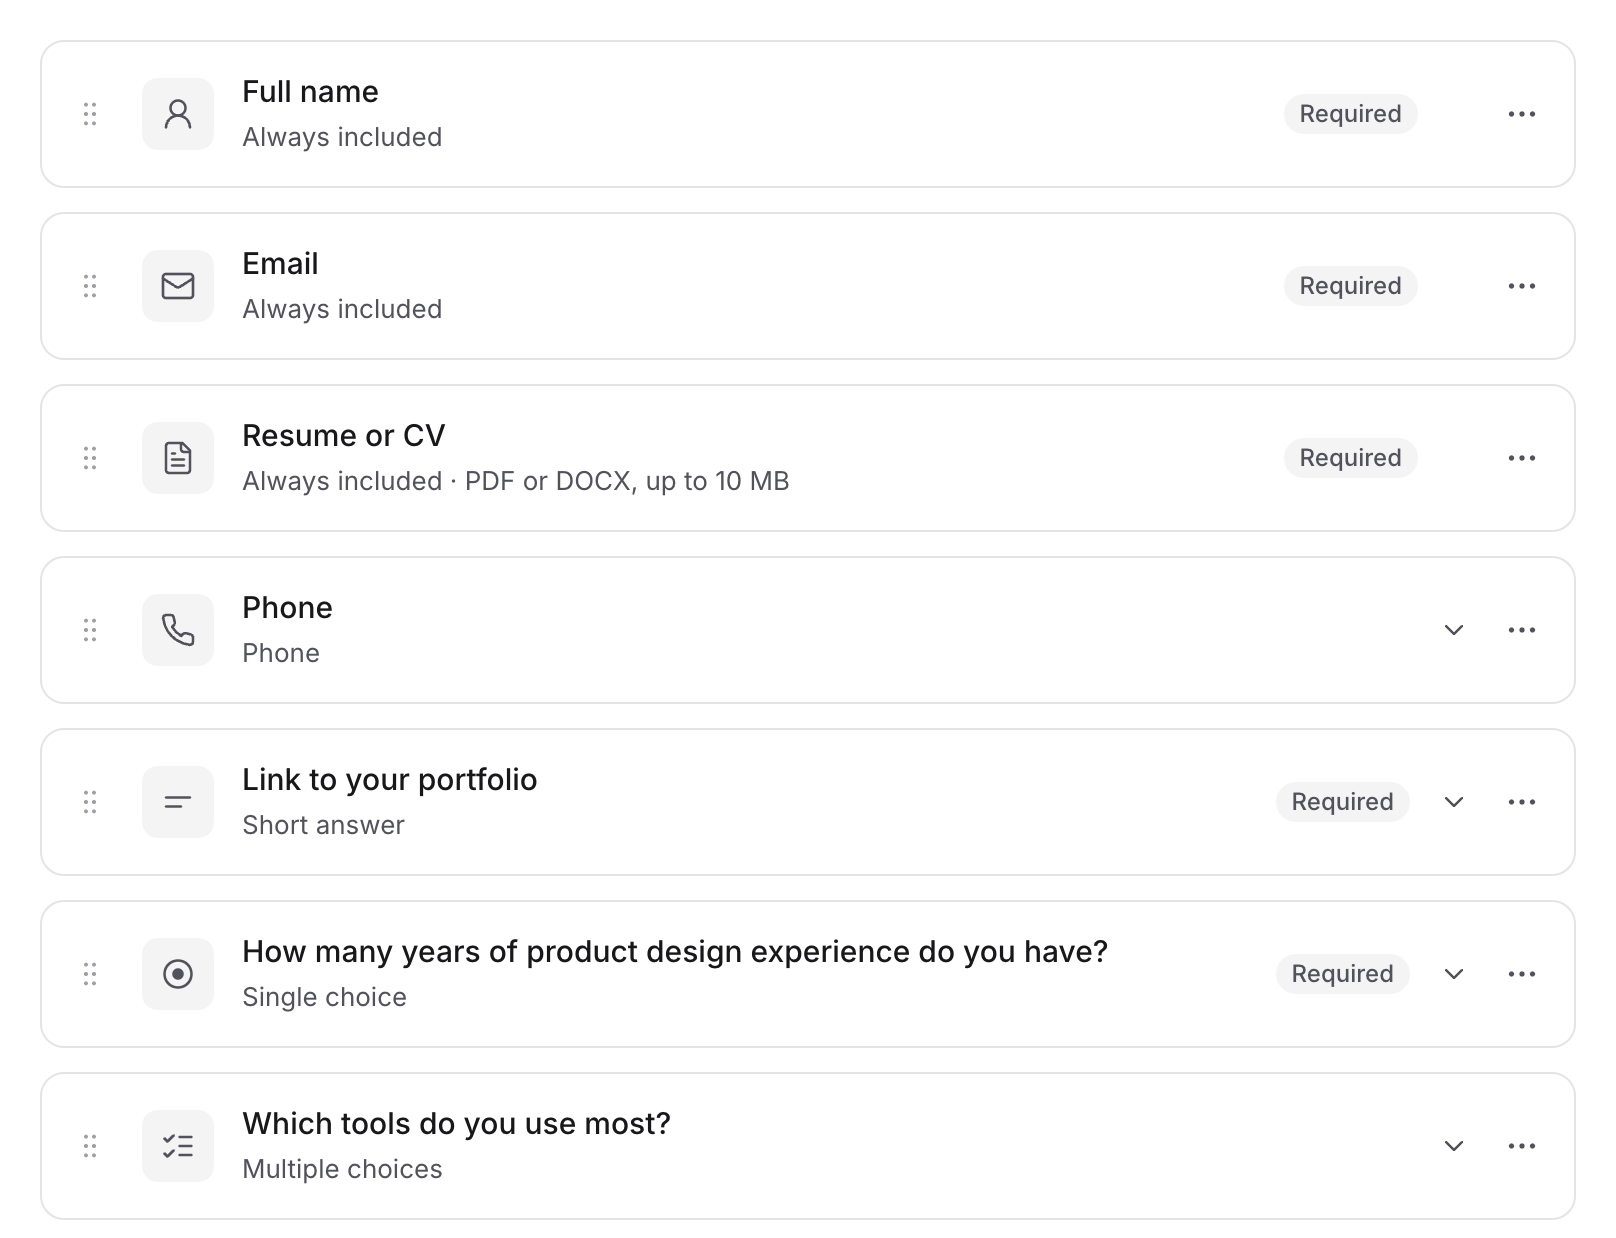 Full name
Always included
Required
Email
Always included
Required
Resume or CV
Always included · PDF or DOCX, up to 10 MB
Required
Phone
Phone
Link to your portfolio
Short answer
Required
How many years of product design experience do you have?
Single choice
Required
Which tools do you use most?
Multiple choices